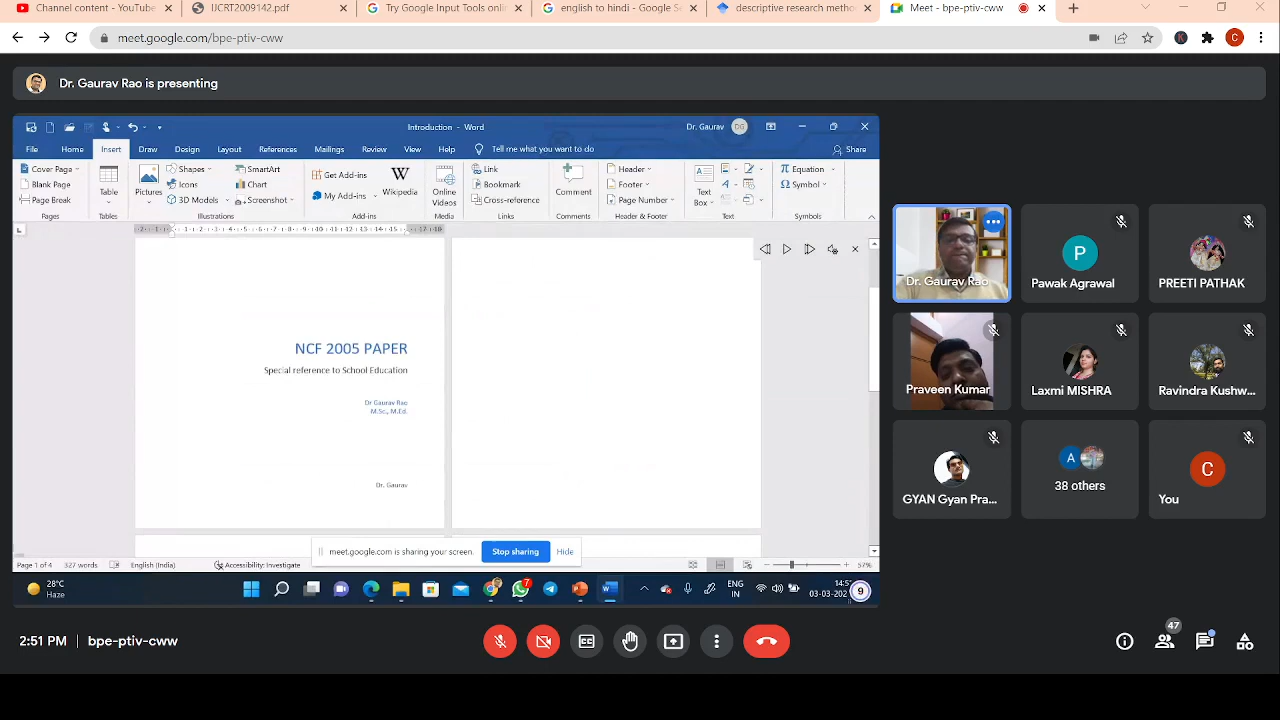 Channel content - YouTube
IJCRT2009142.pdf
Try Google Input Tools onli
english to hindi - Google Se
descriptive research metho
Meet - bpe-ptiv-cww
meet.google.com/bpe-ptiv-cww
C
Dr. Gaurav Rao is presenting
Introduction - Word
Dr. Gaurav DG
File Home Insert Draw Design Layout References Mailings Review View Help Tell me what you want to do Share
Cover Page
Blank Page
Page Break
Pages
Table
Tables
Pictures
Shapes
Icons
3D Models
SmartArt
Chart
Screenshot
Illustrations
Get Add-ins
My Add-ins
W
Wikipedia
Add-ins
Online
Videos
Media
Link
Bookmark
Cross-reference
Links
Comment
Comments
Header
Footer
Page Number
Header & Footer
Text
Box
Text
Equation
Symbol
Symbols
NCF 2005 PAPER
Special reference to School Education
Dr Gaurav Rao
M.Sc., M.Ed.
Dr. Gaurav
meet.google.com is sharing your screen. Stop sharing Hide
Page 1 of 4 327 words English (India) Accessibility: Investigate 57%
28°C
Haze
7
ENG
IN
14:5
03-03-202
9
Dr. Gaurav Rao
P
Pawak Agrawal
PREETI PATHAK
Praveen Kumar
Laxmi MISHRA
Ravindra Kushw...
GYAN Gyan Pra...
A
38 others
C
You
2:51 PM bpe-ptiv-cww
47